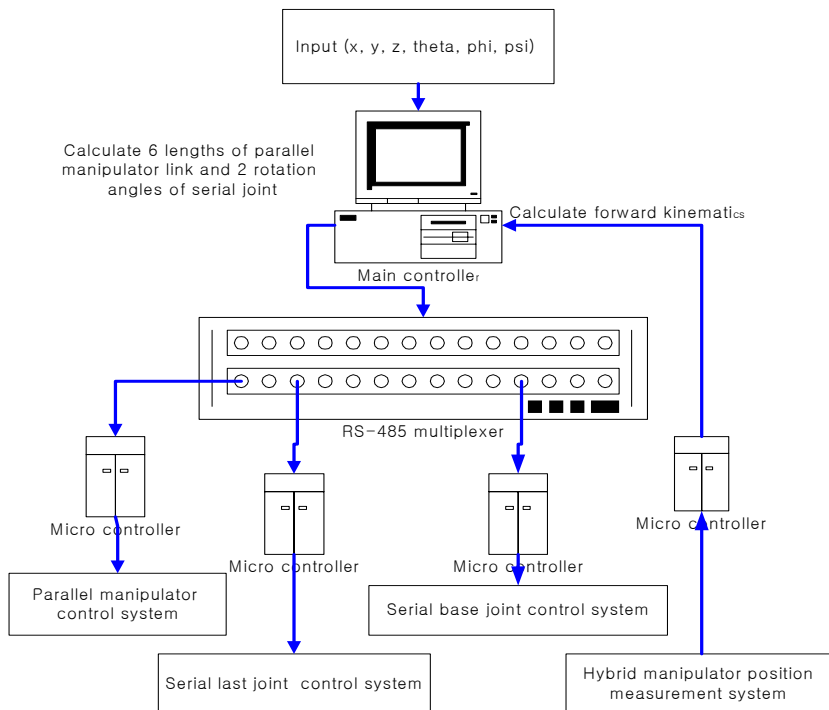 Input (x, y, z, theta, phi, psi)
Calculate 6 lengths of parallel
manipulator link and 2 rotation
angles of serial joint
Calculate forward kinematics
Main controller
RS-485 multiplexer
Micro controller
Micro controller
Micro controller
Micro controller
Parallel manipulator
control system
Serial base joint control system
Serial last joint control system
Hybrid manipulator position
measurement system